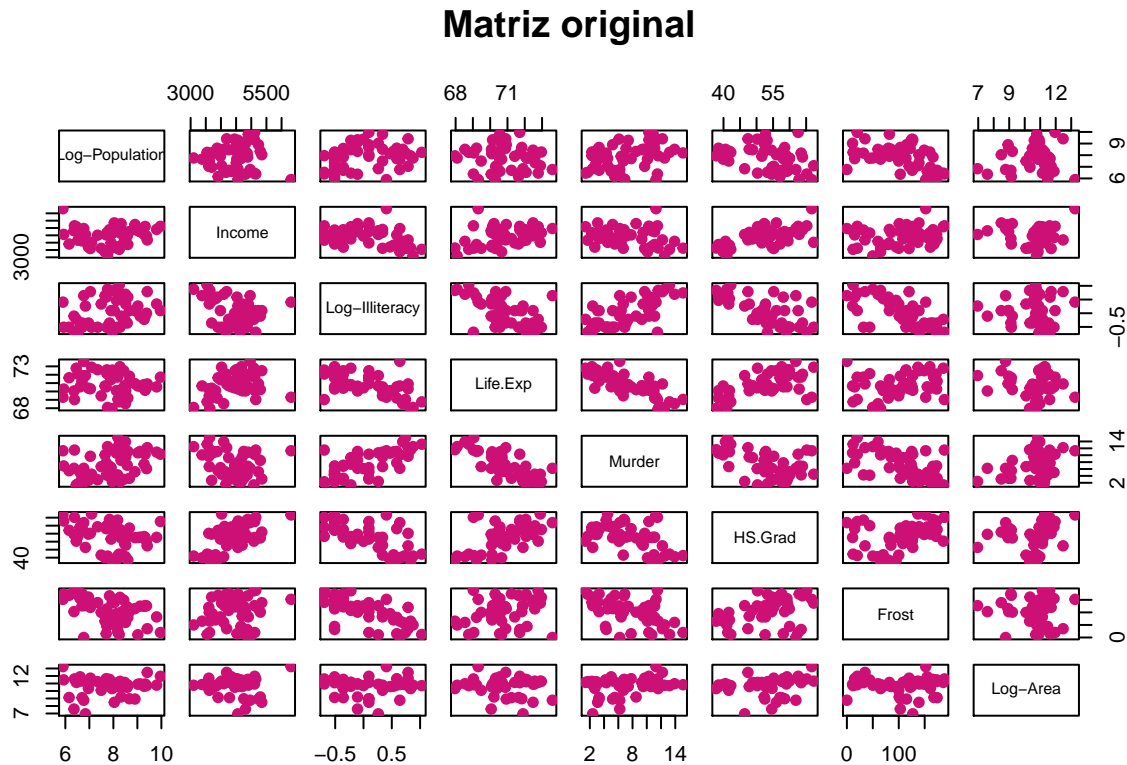 Matriz original
3000 5500 68 71 40 55 7 9 12
Log−Population 6 9
3000 Income
Log−Illiteracy −0.5
68 73 Life.Exp
Murder 2 14
40 HS.Grad
Frost 0
7 12 Log−Area
6 8 10 −0.5 0.5 2 8 14 0 100